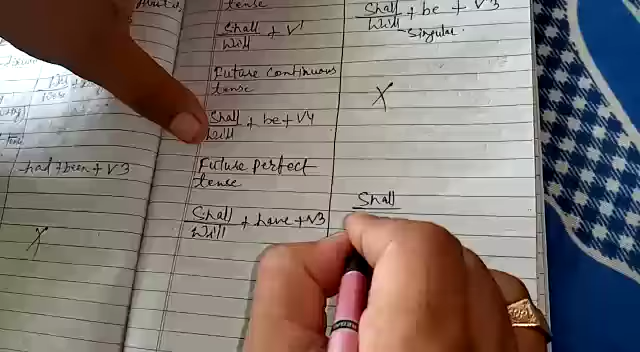 tense
Shall + V1
Will
Future Continuous
tense
Shall + be + V4
Will
Future Perfect
tense
Shall + have + V3
Will
Shall + be + V3
Will
Singular
X
Shall
had + been + V3
X